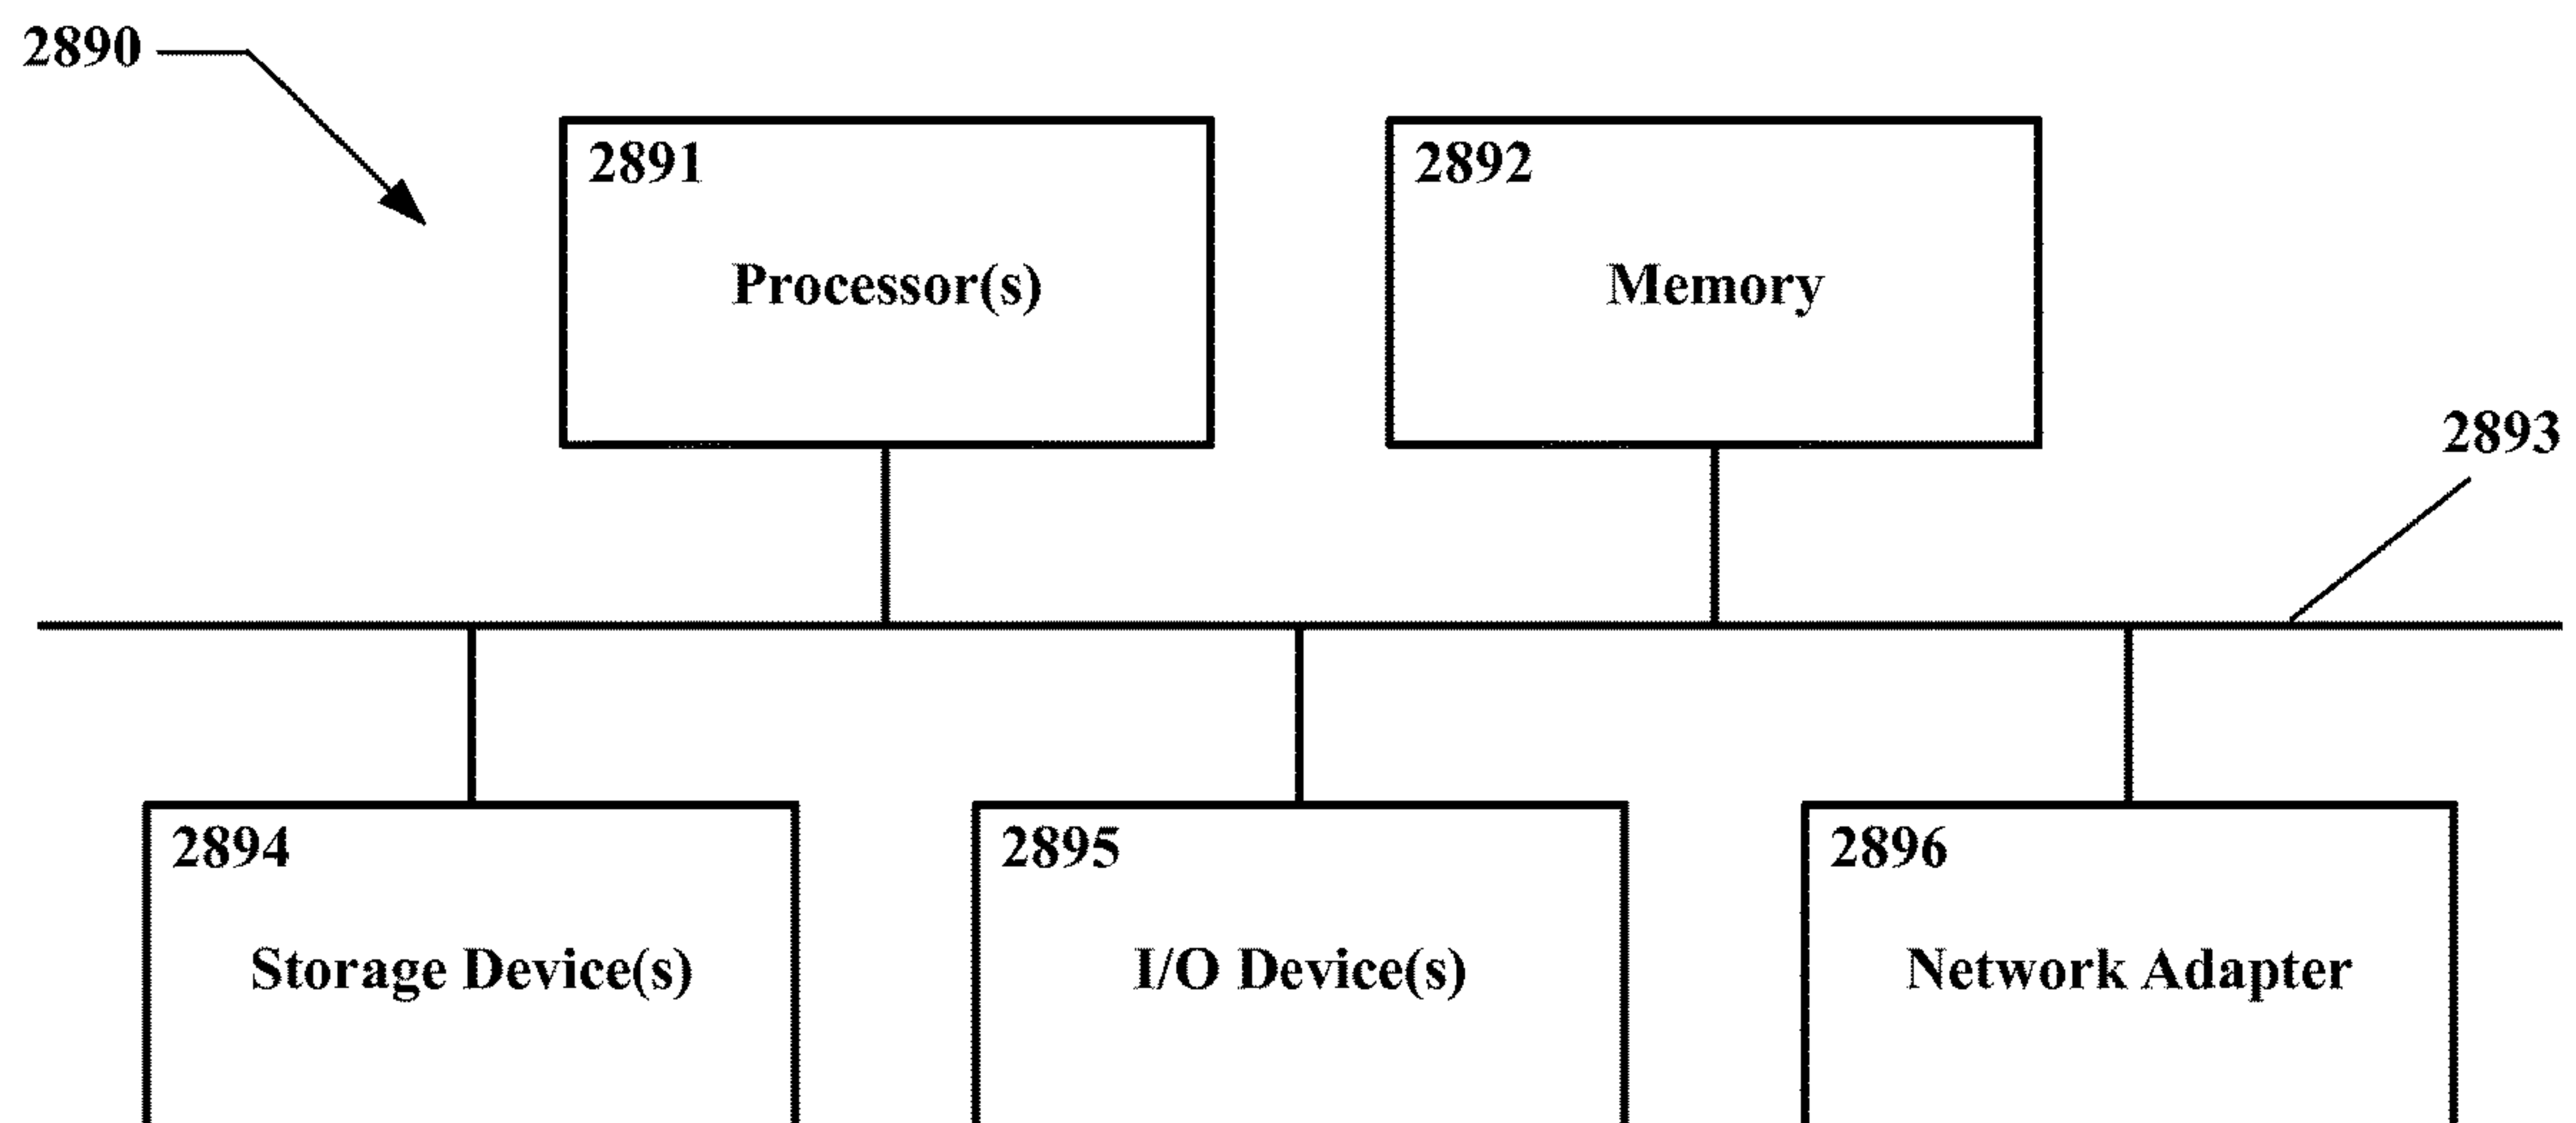 2890
2891
Processor(s)
2892
Memory
2893
2894
Storage Device(s)
2895
I/O Device(s)
2896
Network Adapter